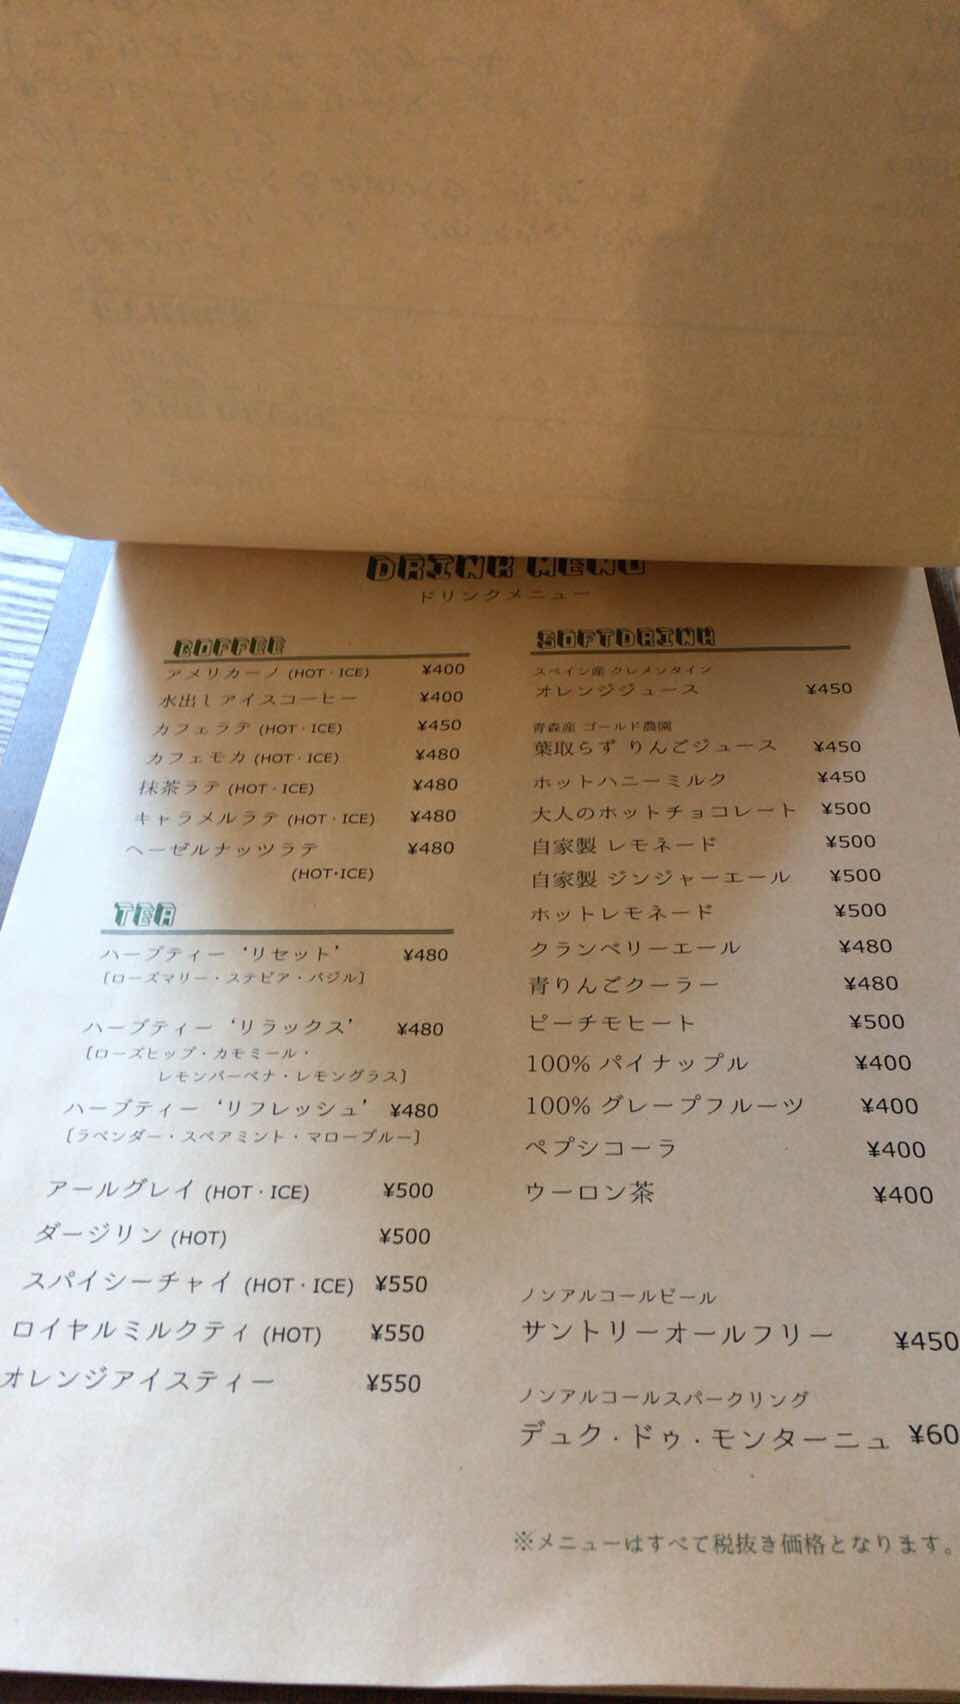 DRINK MENU
ドリンクメニュー
COFFEE
アメリカーノ (HOT・ICE) ¥400
水出しアイスコーヒー ¥400
カフェラテ (HOT・ICE) ¥450
カフェモカ (HOT・ICE) ¥480
抹茶ラテ (HOT・ICE) ¥480
キャラメルラテ (HOT・ICE) ¥480
ヘーゼルナッツラテ ¥480
(HOT・ICE)
TEA
ハーブティー ‘リセット’ ¥480
［ローズマリー・ステビア・バジル］
ハーブティー ‘リラックス’ ¥480
［ローズヒップ・カモミール・
レモンバーベナ・レモングラス］
ハーブティー ‘リフレッシュ’ ¥480
［ラベンダー・スペアミント・マローブルー］
アールグレイ (HOT・ICE) ¥500
ダージリン (HOT) ¥500
スパイシーチャイ (HOT・ICE) ¥550
ロイヤルミルクティ (HOT) ¥550
オレンジアイスティー ¥550
SOFTDRINK
スペイン産 クレメンタイン
オレンジジュース ¥450
青森産 ゴールド農園
葉取らず りんごジュース ¥450
ホットハニーミルク ¥450
大人のホットチョコレート ¥500
自家製 レモネード ¥500
自家製 ジンジャーエール ¥500
ホットレモネード ¥500
クランベリーエール ¥480
青りんごクーラー ¥480
ピーチモヒート ¥500
100% パイナップル ¥400
100% グレープフルーツ ¥400
ペプシコーラ ¥400
ウーロン茶 ¥400
ノンアルコールビール
サントリーオールフリー ¥450
ノンアルコールスパークリング
デュク・ドゥ・モンターニュ ¥60
※メニューはすべて税抜き価格となります。